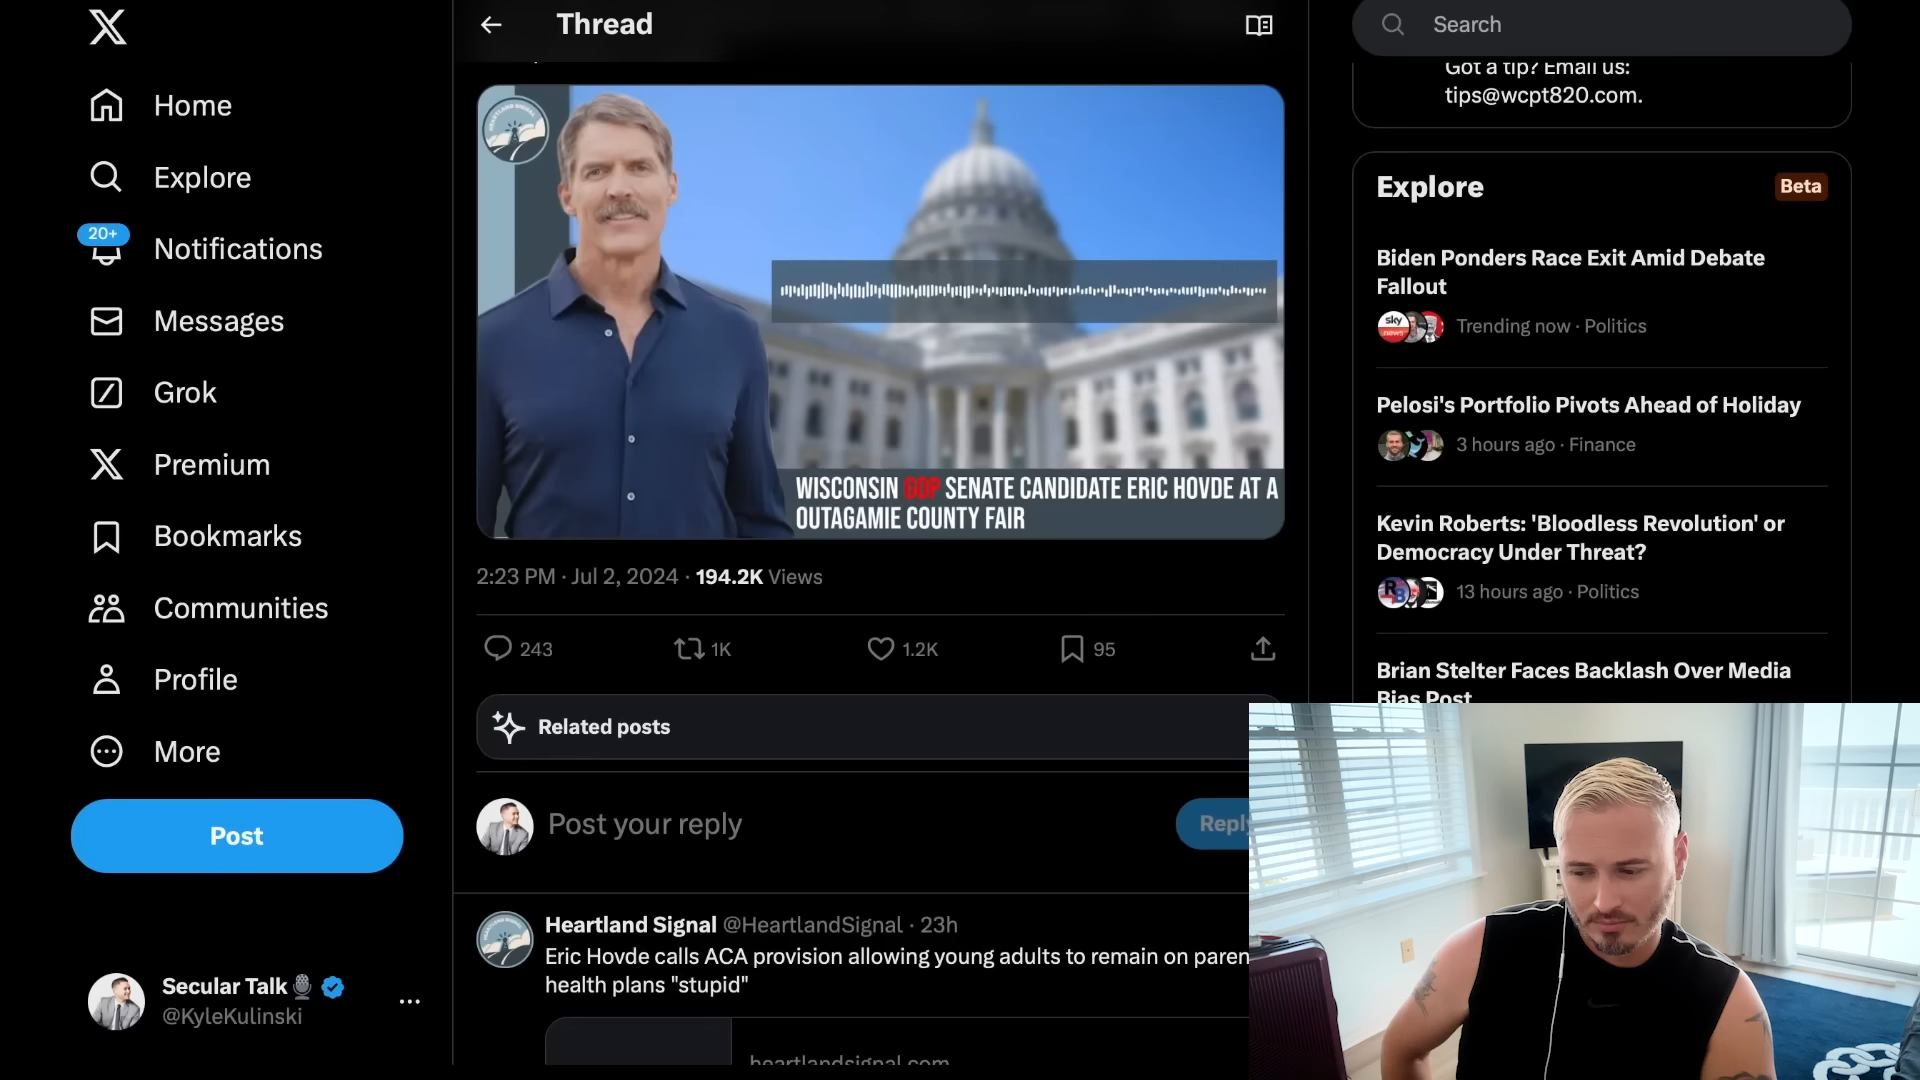 Home
Explore
20+
Notifications
Messages
Grok
Premium
Bookmarks
Communities
Profile
More
Post
Secular Talk
@KyleKulinski
Thread
HEARTLAND SIGNAL
WISCONSIN GOP SENATE CANDIDATE ERIC HOVDE AT A
OUTAGAMIE COUNTY FAIR
2:23 PM · Jul 2, 2024 · 194.2K Views
243
1K
1.2K
95
Related posts
Post your reply
Reply
Heartland Signal @HeartlandSignal · 23h
Eric Hovde calls ACA provision allowing young adults to remain on paren
health plans "stupid"
heartlandsignal.com
Search
Got a tip? Email us:
tips@wcpt820.com.
Explore
Beta
Biden Ponders Race Exit Amid Debate
Fallout
sky
news
Trending now · Politics
Pelosi's Portfolio Pivots Ahead of Holiday
3 hours ago · Finance
Kevin Roberts: 'Bloodless Revolution' or
Democracy Under Threat?
13 hours ago · Politics
Brian Stelter Faces Backlash Over Media
Bias Post